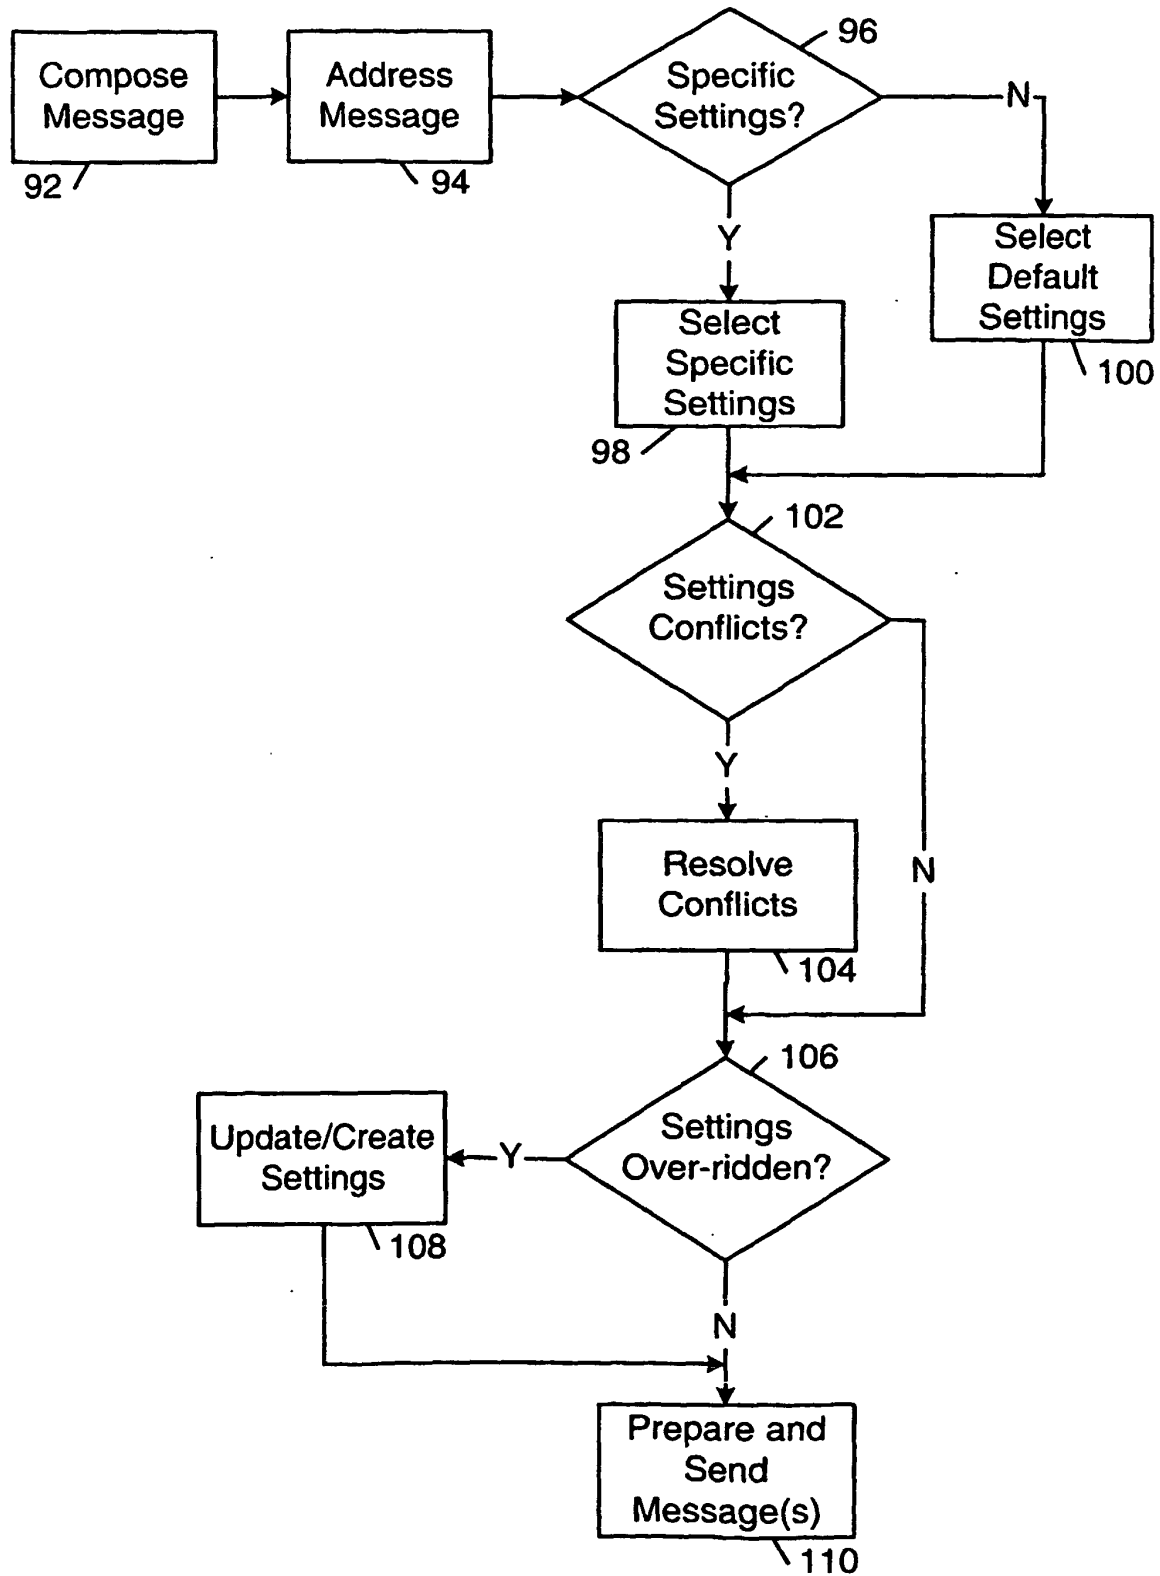 Compose
Message
92
Address
Message
94
Specific
Settings?
96
N
Y
Select
Default
Settings
100
Select
Specific
Settings
98
102
Settings
Conflicts?
Y
N
Resolve
Conflicts
104
106
Settings
Over-ridden?
Y
Update/Create
Settings
108
N
Prepare and
Send
Message(s)
110